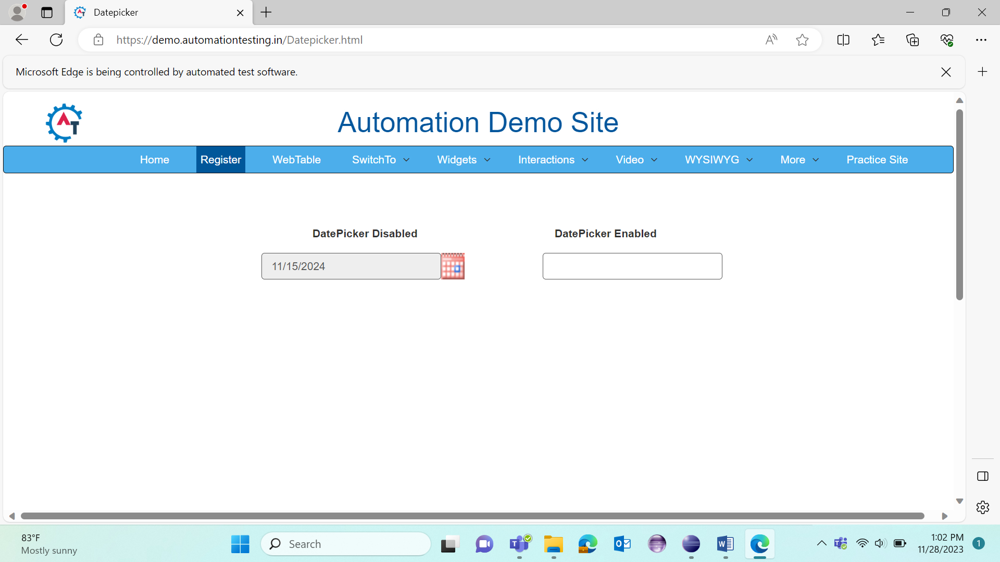 Datepicker
https://demo.automationtesting.in/Datepicker.html
Microsoft Edge is being controlled by automated test software.
AT
Automation Demo Site
Home Register WebTable SwitchTo Widgets Interactions Video WYSIWYG More Practice Site
DatePicker Disabled DatePicker Enabled
11/15/2024
83°F
Mostly sunny
Search
1:02 PM
11/28/2023
1